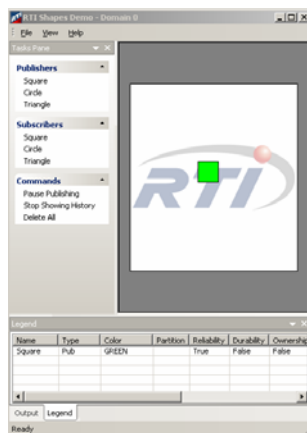 RTI Shapes Demo - Domain 0
File View Help
Tasks Pane
Publishers
Square
Circle
Triangle
Subscribers
Square
Circle
Triangle
Commands
Pause Publishing
Stop Showing History
Delete All
RTI
Legend
Name Type Color Partition Reliability Durability Ownership
Square Pub GREEN True False False
Output Legend
Ready